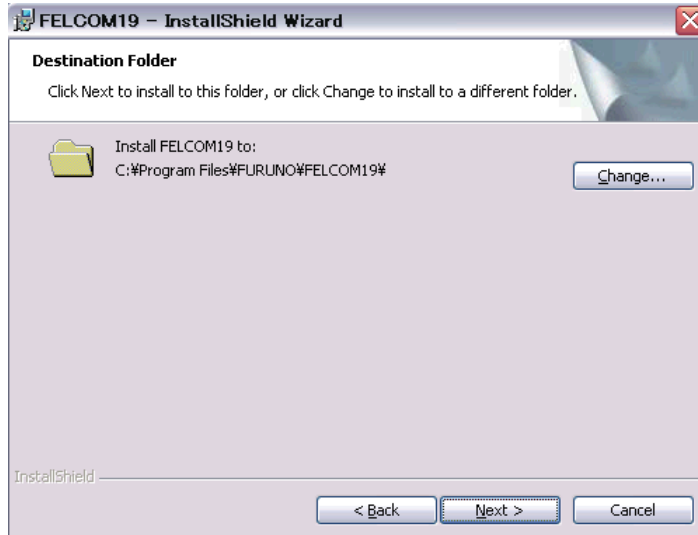 FELCOM19 – InstallShield Wizard
Destination Folder
Click Next to install to this folder, or click Change to install to a different folder.
Install FELCOM19 to:
C:¥Program Files¥FURUNO¥FELCOM19¥
Change...
InstallShield
< Back
Next >
Cancel